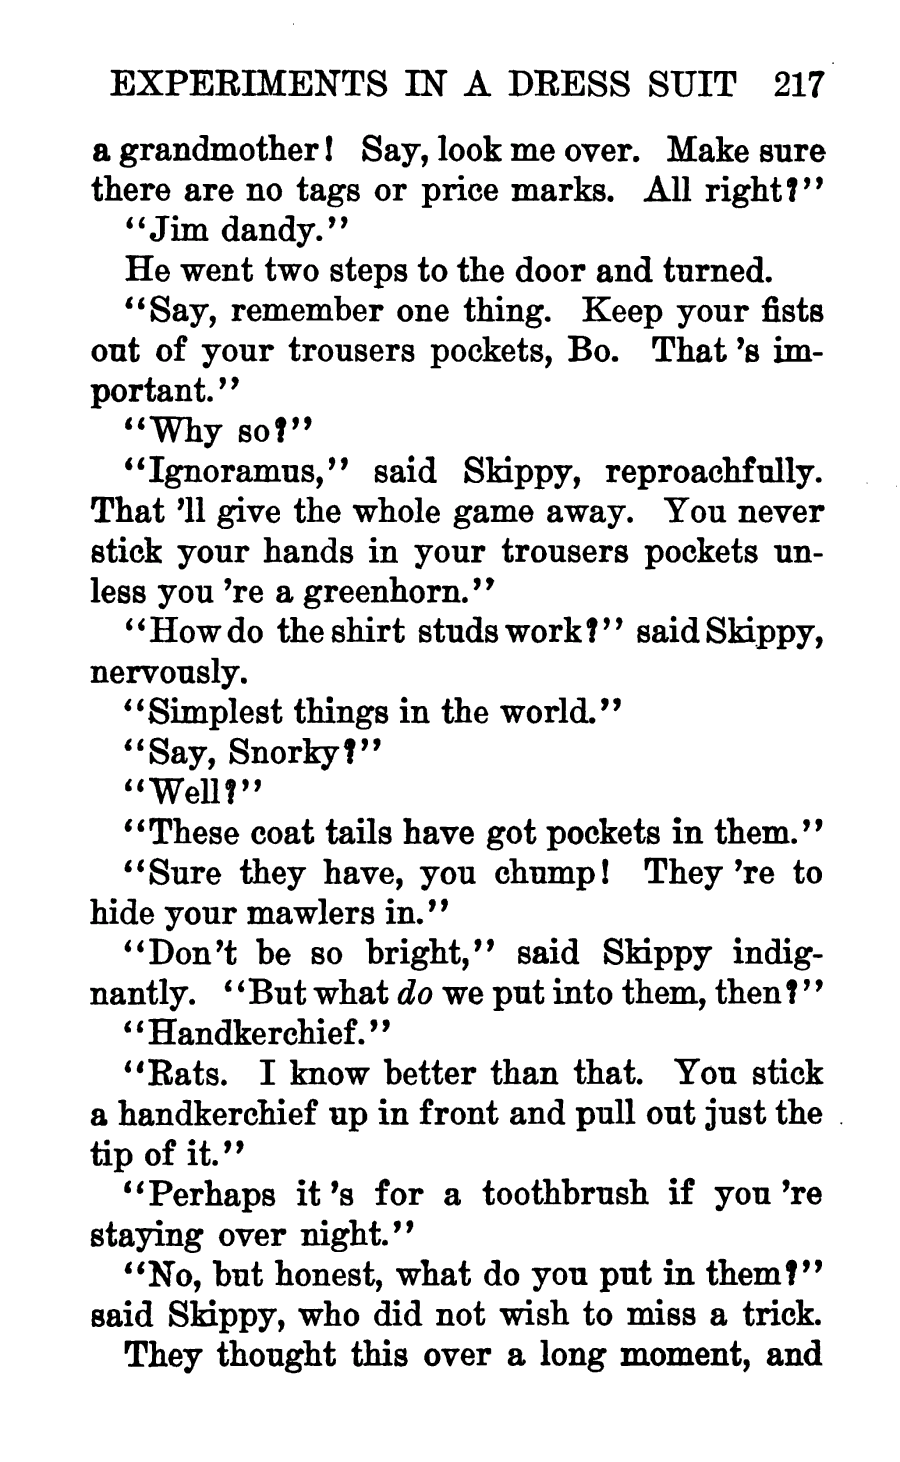 EXPERIMENTS IN A DRESS SUIT 217
a grandmother! Say, look me over. Make sure
there are no tags or price marks. All right?"
"Jim dandy."
He went two steps to the door and turned.
"Say, remember one thing. Keep your fists
out of your trousers pockets, Bo. That 's im-
portant."
"Why so?"
"Ignoramus," said Skippy, reproachfully.
That 'll give the whole game away. You never
stick your hands in your trousers pockets un-
less you 're a greenhorn."
"How do the shirt studs work?" said Skippy,
nervously.
"Simplest things in the world."
"Say, Snorky?"
"Well?"
"These coat tails have got pockets in them."
"Sure they have, you chump! They 're to
hide your mawlers in."
"Don't be so bright," said Skippy indig-
nantly. "But what do we put into them, then?"
"Handkerchief."
"Rats. I know better than that. You stick
a handkerchief up in front and pull out just the
tip of it."
"Perhaps it 's for a toothbrush if you 're
staying over night."
"No, but honest, what do you put in them?"
said Skippy, who did not wish to miss a trick.
They thought this over a long moment, and